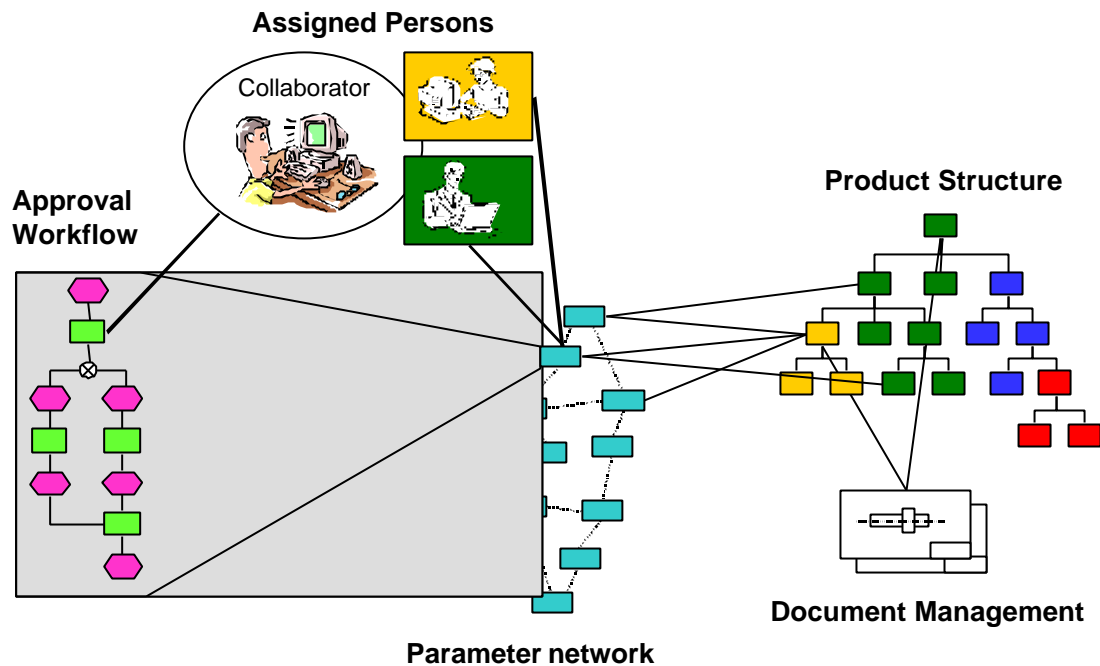 Assigned Persons
Collaborator
Approval
Workflow
Product Structure
Document Management
Parameter network